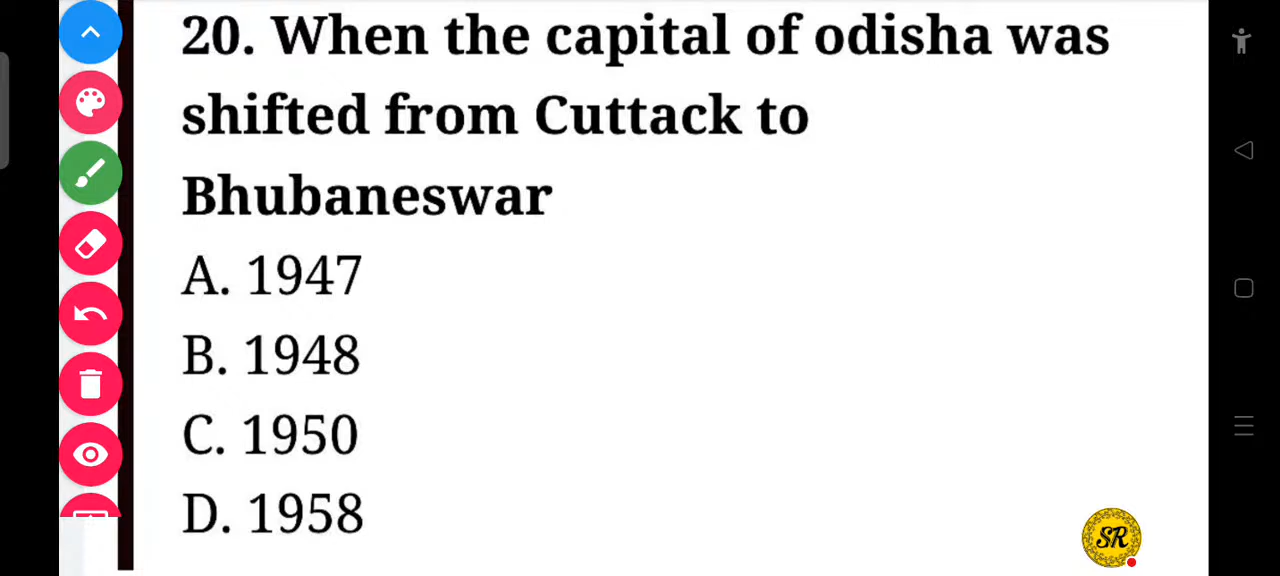 20. When the capital of odisha was
shifted from Cuttack to
Bhubaneswar
A. 1947
B. 1948
C. 1950
D. 1958
SR